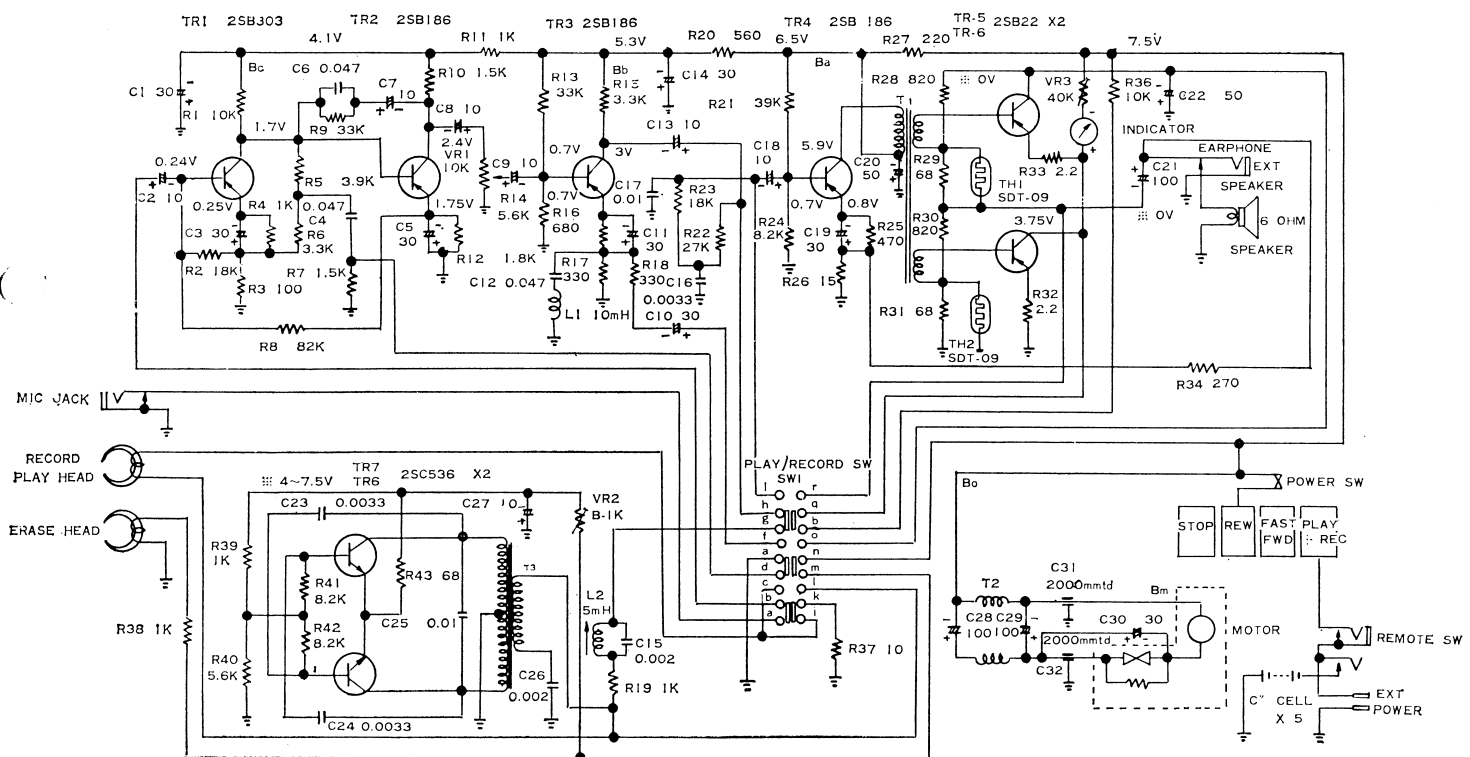 TR1 2SB303
TR2 2SB186
TR3 2SB186
TR4 2SB 186
TR-5 2SB22 X2
TR-6
4.1V
R11 1K
5.3V
R20 560
6.5V
R27 220
7.5V
Bc
C6 0.047
C7
10
R10 1.5K
R13
33K
Bb
R15
3.3K
C14 30
Ba
R28 820
0V
VR3
40K
R36
10K
C22 50
C1 30
R1 10K
R9 33K
C8 10
R21
39K
T1
1.7V
2.4V
VR1
10K
C13 10
INDICATOR
0.24V
C9 10
0.7V
3V
C18
10
5.9V
C20
50
R29
68
R33 2.2
EARPHONE
EXT
C21
100
SPEAKER
C2 10
R5
3.9K
R14
5.6K
C17
0.01
R23
18K
TH1
SDT-09
0.25V
R4
1K
0.047
C4
1.75V
0.7V
R16
680
R24
8.2K
0.7V
0.8V
R30
820
3.75V
0V
6 OHM
SPEAKER
C3 30
R6
3.3K
C5
30
C11
30
R22
27K
C19
30
R25
470
R2 18K
R7 1.5K
R12
1.8K
R17
330
R18
330
C16
0.0033
R3 100
C12 0.047
R26 15
R31 68
R32
2.2
L1 10mH
C10 30
R8 82K
TH2
SDT-09
R34 270
MIC JACK
RECORD
PLAY HEAD
ERASE HEAD
4~7.5V
TR7
TR6
2SC536 X2
PLAY/RECORD SW
SW1
C23 0.0033
C27 10
VR2
B-1K
Bo
POWER SW
STOP
REW
FAST
FWD
PLAY
REC
R39
1K
R41
8.2K
R43 68
T3
L2
5mH
l r
h q
g b
f o
a n
d m
c l
b k
a i
T2
C31
2000mmtd
Bm
R42
8.2K
C25
0.01
C28
100
C29
100
C30 30
2000mmtd
MOTOR
REMOTE SW
R38 1K
R40
5.6K
C15
0.002
R37 10
C32
C26
0.002
R19 1K
C" CELL
X 5
EXT
POWER
C24 0.0033